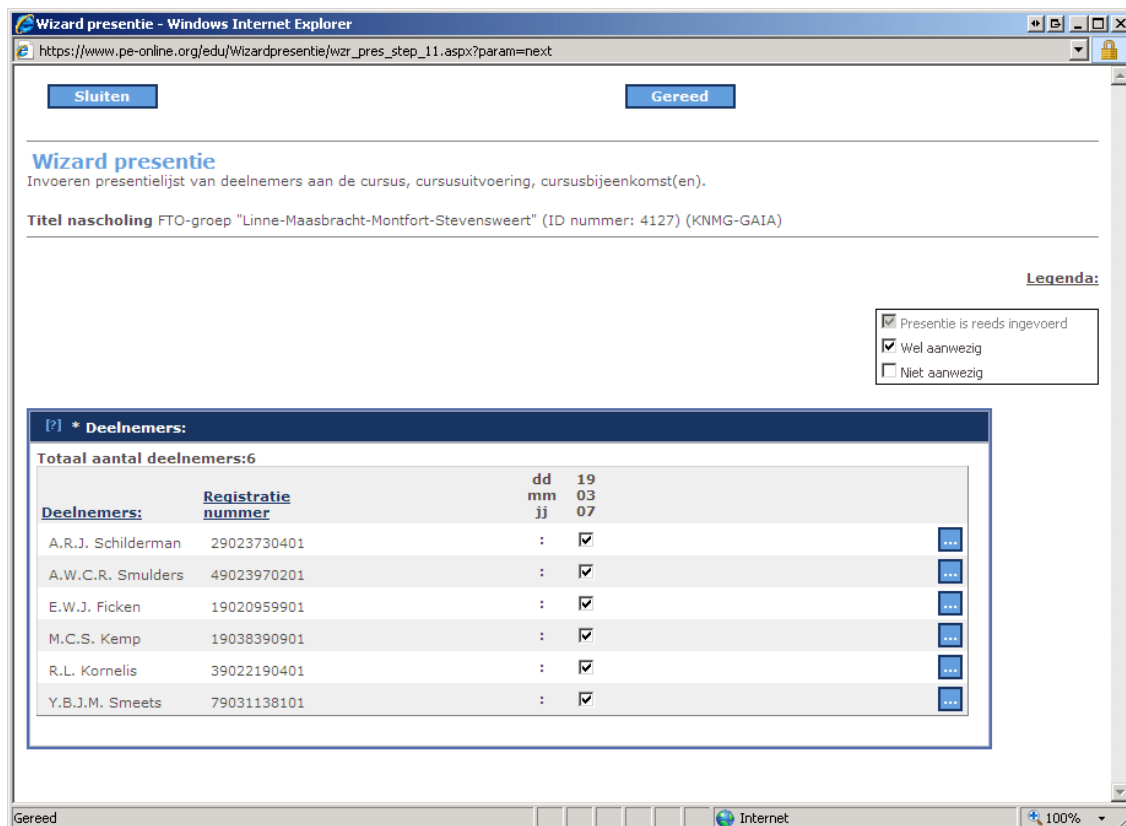 Wizard presentie - Windows Internet Explorer
https://www.pe-online.org/edu/Wizardpresentie/wzr_pres_step_11.aspx?param=next
Sluiten Gereed
Wizard presentie
Invoeren presentielijst van deelnemers aan de cursus, cursusuitvoering, cursusbijeenkomst(en).
Titel nascholing FTO-groep "Linne-Maasbracht-Montfort-Stevensweert" (ID nummer: 4127) (KNMG-GAIA)
Legenda:
Presentie is reeds ingevoerd
Wel aanwezig
Niet aanwezig
[?] * Deelnemers:
Totaal aantal deelnemers:6
dd 19
Registratie mm 03
Deelnemers: nummer jj 07
A.R.J. Schilderman 29023730401 : ...
A.W.C.R. Smulders 49023970201 : ...
E.W.J. Ficken 19020959901 : ...
M.C.S. Kemp 19038390901 : ...
R.L. Kornelis 39022190401 : ...
Y.B.J.M. Smeets 79031138101 : ...
Gereed Internet 100%